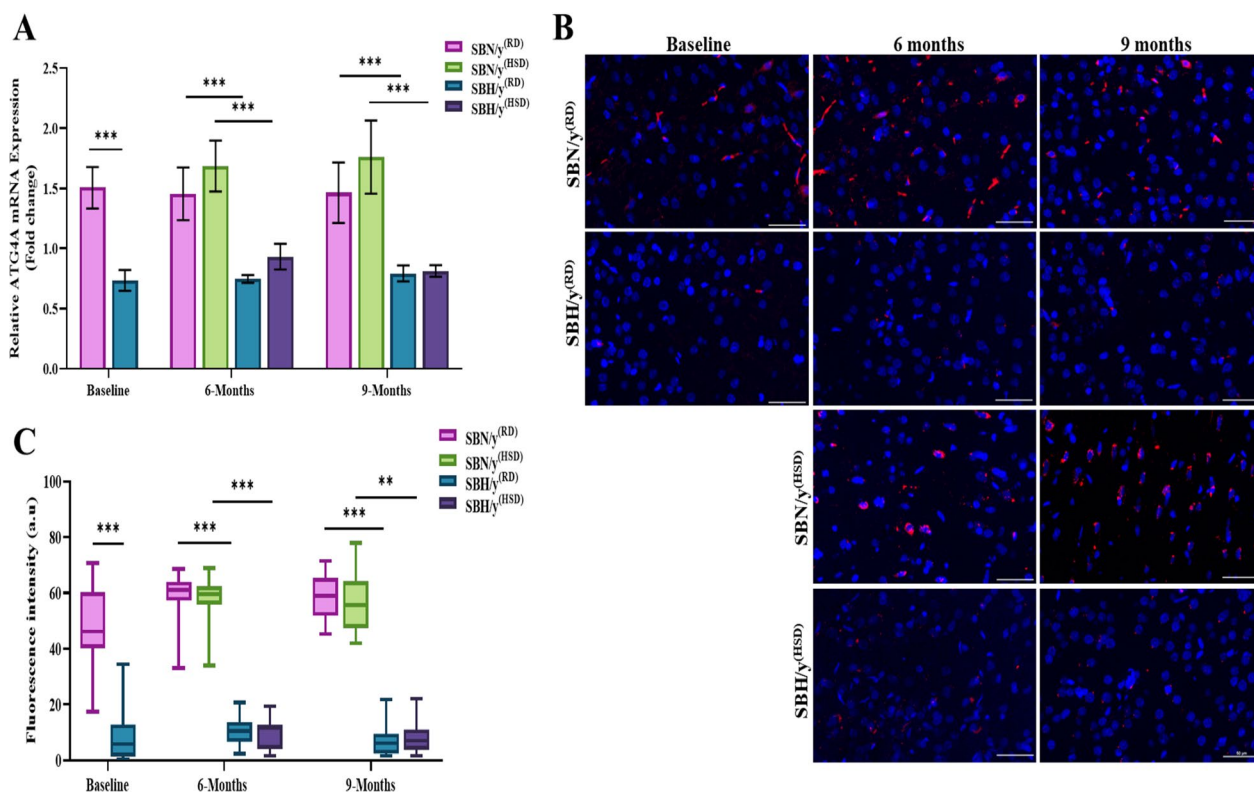 A
SBN/y(RD)
SBN/y(HSD)
SBH/y(RD)
SBH/y(HSD)
Relative ATG4A mRNA Expression
(Fold change)
2.5
2.0
1.5
1.0
0.5
0.0
***
***
***
***
***
Baseline
6-Months
9-Months
B
Baseline
6 months
9 months
SBN/y(RD)
SBH/y(RD)
SBN/y(HSD)
SBH/y(HSD)
C
SBN/y(RD)
SBN/y(HSD)
SBH/y(RD)
SBH/y(HSD)
Fluorescence intensity (a.u)
100
80
60
40
20
0
***
***
***
***
**
Baseline
6-Months
9-Months